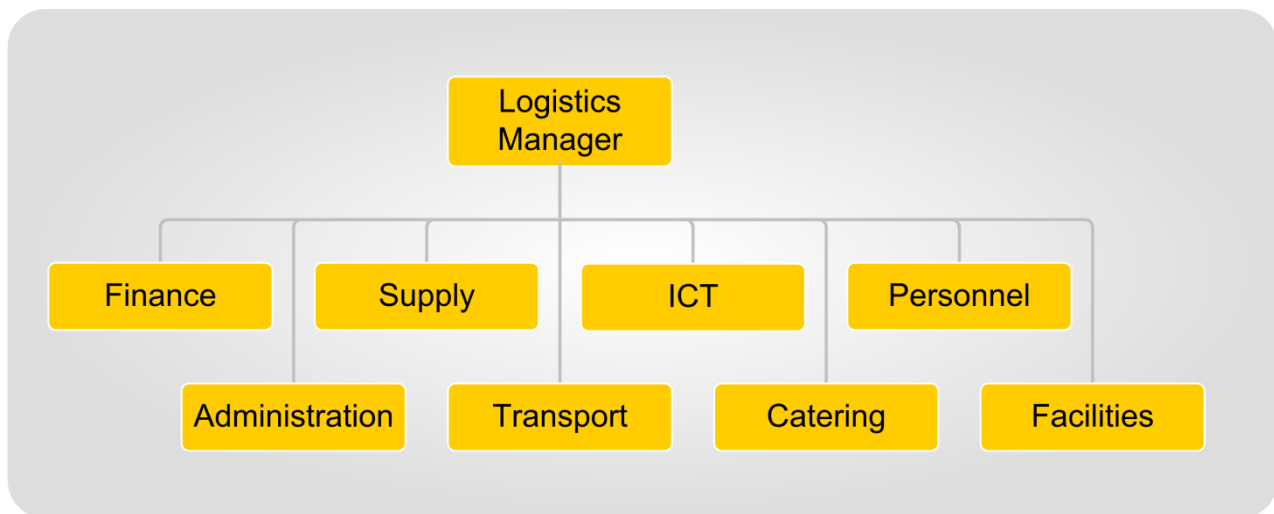 Logistics
Manager
Finance
Supply
ICT
Personnel
Administration
Transport
Catering
Facilities